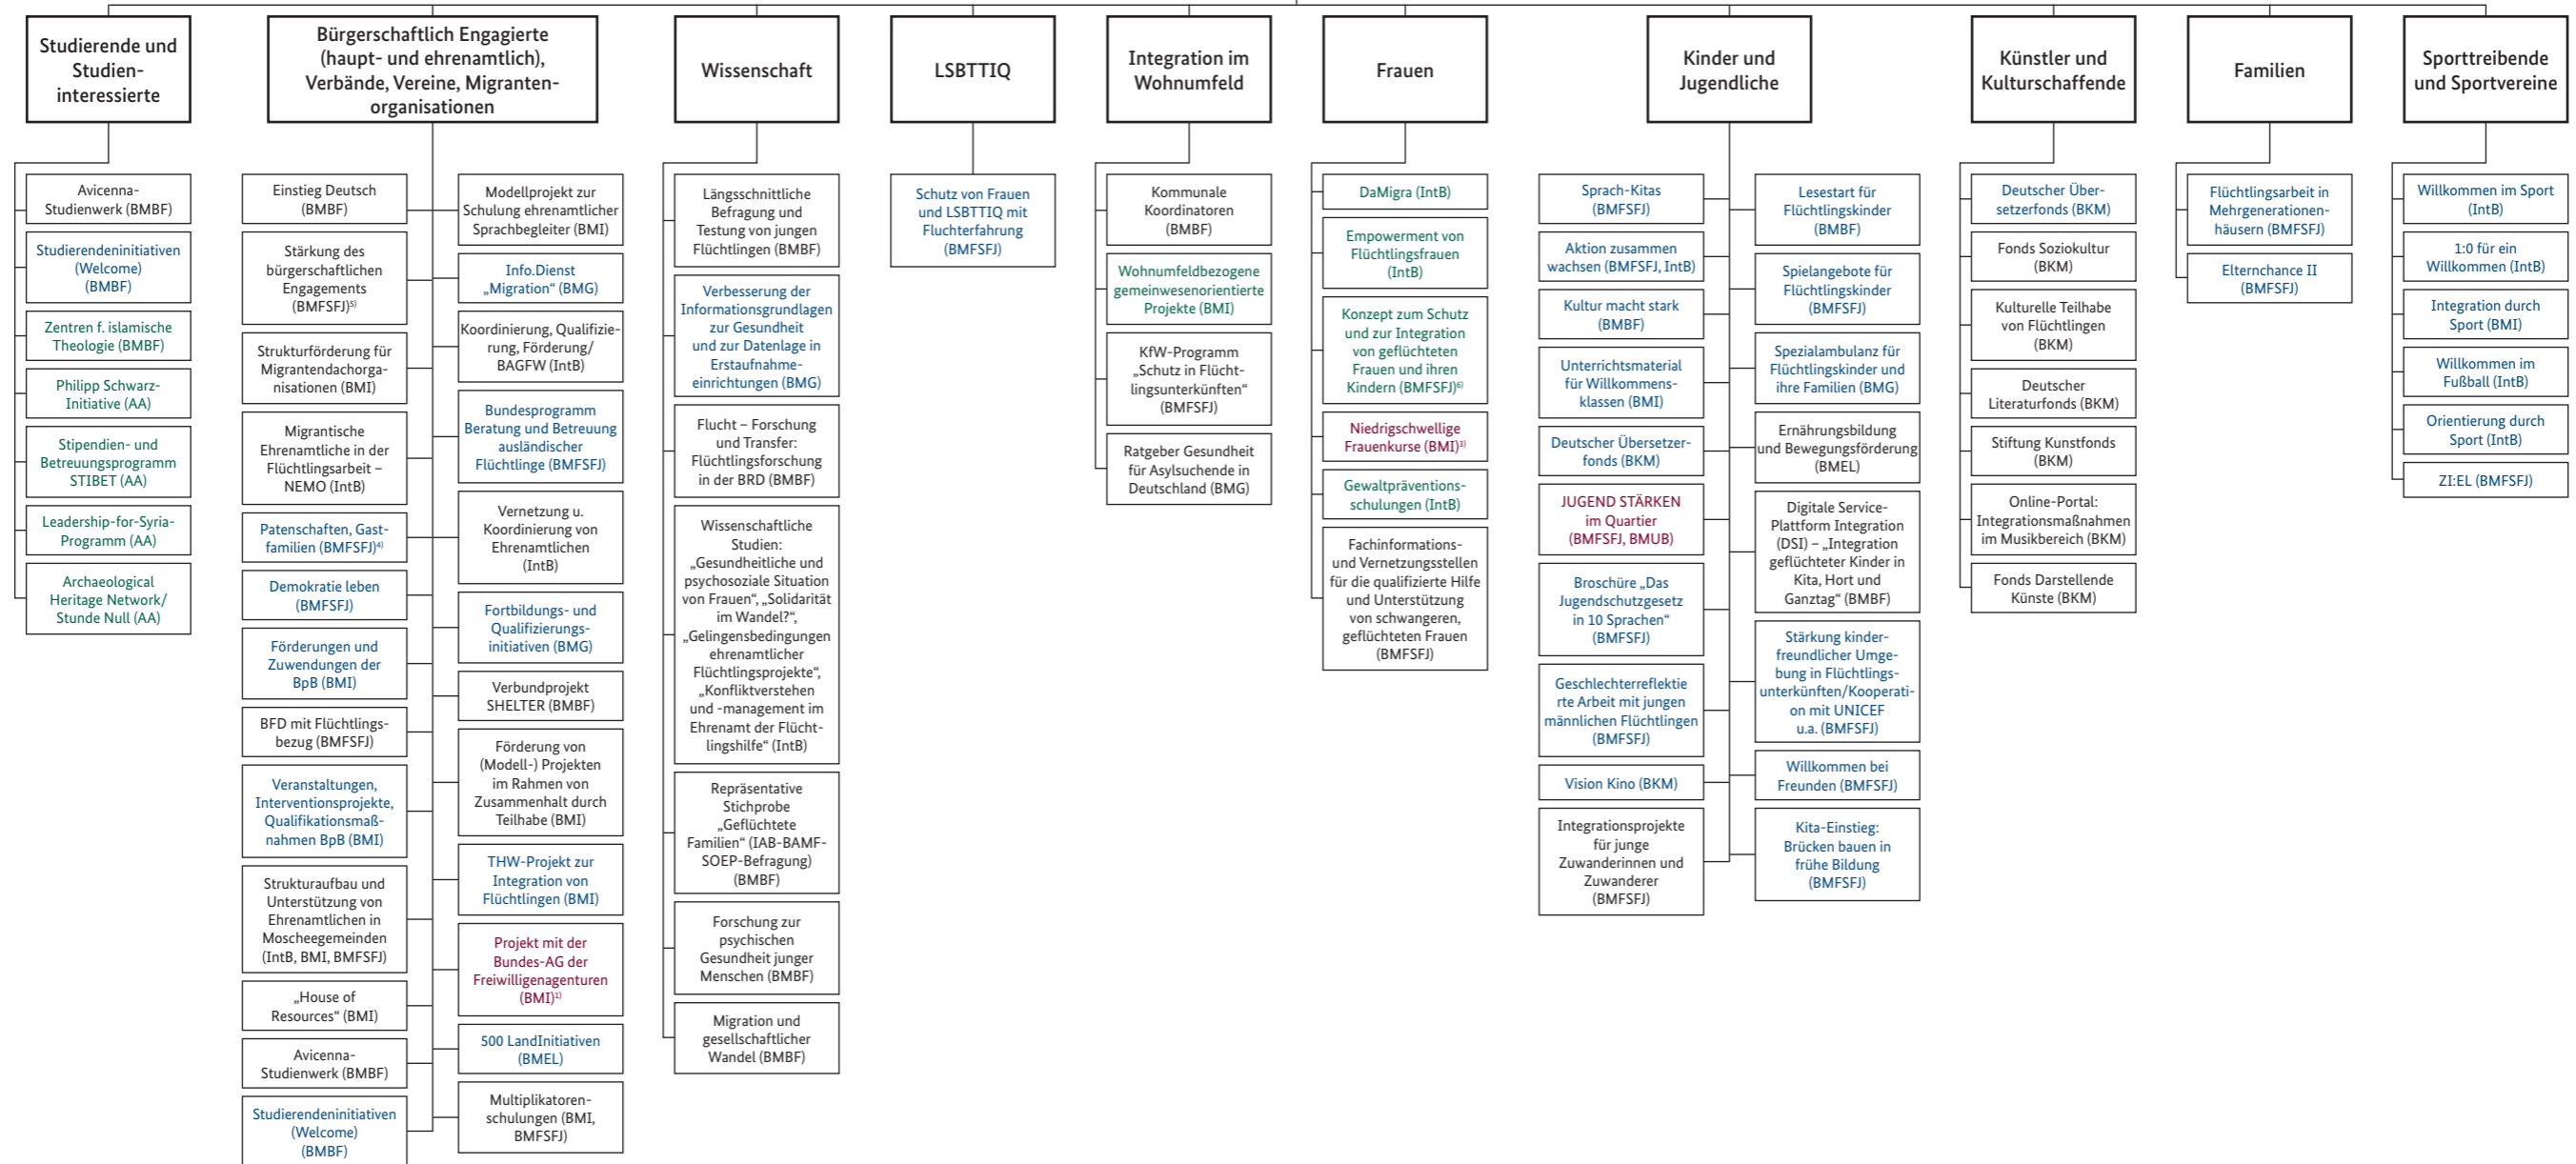 Studierende und
Studien-
interessierte
Avicenna-
Studienwerk (BMBF)
Studierendeninitiativen
(Welcome)
(BMBF)
Zentren f. islamische
Theologie (BMBF)
Philipp Schwarz-
Initiative (AA)
Stipendien- und
Betreuungsprogramm
STIBET (AA)
Leadership-for-Syria-
Programm (AA)
Archaeological
Heritage Network/
Stunde Null (AA)
Bürgerschaftlich Engagierte
(haupt- und ehrenamtlich),
Verbände, Vereine, Migranten-
organisationen
Einstieg Deutsch
(BMBF)
Stärkung des
bürgerschaftlichen
Engagements
(BMFSFJ)⁵⁾
Strukturförderung für
Migrantendachorga-
nisationen (BMI)
Migrantische
Ehrenamtliche in der
Flüchtlingsarbeit –
NEMO (IntB)
Patenschaften, Gast-
familien (BMFSFJ)⁴⁾
Demokratie leben
(BMFSFJ)
Förderungen und
Zuwendungen der
BpB (BMI)
BFD mit Flüchtlings-
bezug (BMFSFJ)
Veranstaltungen,
Interventionsprojekte,
Qualifikationsmaß-
nahmen BpB (BMI)
Strukturaufbau und
Unterstützung von
Ehrenamtlichen in
Moscheegemeinden
(IntB, BMI, BMFSFJ)
„House of
Resources“ (BMI)
Avicenna-
Studienwerk (BMBF)
Studierendeninitiativen
(Welcome)
(BMBF)
Modellprojekt zur
Schulung ehrenamtlicher
Sprachbegleiter (BMI)
Info.Dienst
„Migration“ (BMG)
Koordinierung, Qualifizie-
rung, Förderung/
BAGFW (IntB)
Bundesprogramm
Beratung und Betreuung
ausländischer
Flüchtlinge (BMFSFJ)
Vernetzung u.
Koordinierung von
Ehrenamtlichen
(IntB)
Fortbildungs- und
Qualifizierungs-
initiativen (BMG)
Verbundprojekt
SHELTER (BMBF)
Förderung von
(Modell-) Projekten
im Rahmen von
Zusammenhalt durch
Teilhabe (BMI)
THW-Projekt zur
Integration von
Flüchtlingen (BMI)
Projekt mit der
Bundes-AG der
Freiwilligenagenturen
(BMI)¹⁾
500 LandInitiativen
(BMEL)
Multiplikatoren-
schulungen (BMI,
BMFSFJ)
Wissenschaft
Längsschnittliche
Befragung und
Testung von jungen
Flüchtlingen (BMBF)
Verbesserung der
Informationsgrundlagen
zur Gesundheit
und zur Datenlage in
Erstaufnahme-
einrichtungen (BMG)
Flucht – Forschung
und Transfer:
Flüchtlingsforschung
in der BRD (BMBF)
Wissenschaftliche
Studien:
„Gesundheitliche und
psychosoziale Situation
von Frauen“, „Solidarität
im Wandel?“,
„Gelingensbedingungen
ehrenamtlicher
Flüchtlingsprojekte“,
„Konfliktverstehen
und -management im
Ehrenamt der Flücht-
lingshilfe“ (IntB)
Repräsentative
Stichprobe
„Geflüchtete
Familien“ (IAB-BAMF-
SOEP-Befragung)
(BMBF)
Forschung zur
psychischen
Gesundheit junger
Menschen (BMBF)
Migration und
gesellschaftlicher
Wandel (BMBF)
LSBTTIQ
Schutz von Frauen
und LSBTTIQ mit
Fluchterfahrung
(BMFSFJ)
Integration im
Wohnumfeld
Kommunale
Koordinatoren
(BMBF)
Wohnumfeldbezogene
gemeinwesenorientierte
Projekte (BMI)
KfW-Programm
„Schutz in Flücht-
lingsunterkünften“
(BMFSFJ)
Ratgeber Gesundheit
für Asylsuchende in
Deutschland (BMG)
Frauen
DaMigra (IntB)
Empowerment von
Flüchtlingsfrauen
(IntB)
Konzept zum Schutz
und zur Integration
von geflüchteten
Frauen und ihren
Kindern (BMFSFJ)⁶⁾
Niedrigschwellige
Frauenkurse (BMI)³⁾
Gewaltpräventions-
schulungen (IntB)
Fachinformations-
und Vernetzungsstellen
für die qualifizierte Hilfe
und Unterstützung
von schwangeren,
geflüchteten Frauen
(BMFSFJ)
Kinder und
Jugendliche
Sprach-Kitas
(BMFSFJ)
Aktion zusammen
wachsen (BMFSFJ, IntB)
Kultur macht stark
(BMBF)
Unterrichtsmaterial
für Willkommens-
klassen (BMI)
Deutscher Übersetzer-
fonds (BKM)
JUGEND STÄRKEN
im Quartier
(BMFSFJ, BMUB)
Broschüre „Das
Jugendschutzgesetz
in 10 Sprachen“
(BMFSFJ)
Geschlechterreflektie
rte Arbeit mit jungen
männlichen Flüchtlingen
(BMFSFJ)
Vision Kino (BKM)
Integrationsprojekte
für junge
Zuwanderinnen und
Zuwanderer
(BMFSFJ)
Lesestart für
Flüchtlingskinder
(BMBF)
Spielangebote für
Flüchtlingskinder
(BMFSFJ)
Spezialambulanz für
Flüchtlingskinder und
ihre Familien (BMG)
Ernährungsbildung
und Bewegungsförderung
(BMEL)
Digitale Service-
Plattform Integration
(DSI) – „Integration
geflüchteter Kinder in
Kita, Hort und
Ganztag“ (BMBF)
Stärkung kinder-
freundlicher Umge-
bung in Flüchtlings-
unterkünften/Kooperati-
on mit UNICEF
u.a. (BMFSFJ)
Willkommen bei
Freunden (BMFSFJ)
Kita-Einstieg:
Brücken bauen in
frühe Bildung
(BMFSFJ)
Künstler und
Kulturschaffende
Deutscher Über-
setzerfonds (BKM)
Fonds Soziokultur
(BKM)
Kulturelle Teilhabe
von Flüchtlingen
(BKM)
Deutscher
Literaturfonds (BKM)
Stiftung Kunstfonds
(BKM)
Online-Portal:
Integrationsmaßnahmen
im Musikbereich (BKM)
Fonds Darstellende
Künste (BKM)
Familien
Flüchtlingsarbeit in
Mehrgenerationen-
häusern (BMFSFJ)
Elternchance II
(BMFSFJ)
Sporttreibende
und Sportvereine
Willkommen im Sport
(IntB)
1:0 für ein
Willkommen (IntB)
Integration durch
Sport (BMI)
Willkommen im
Fußball (IntB)
Orientierung durch
Sport (IntB)
ZI:EL (BMFSFJ)